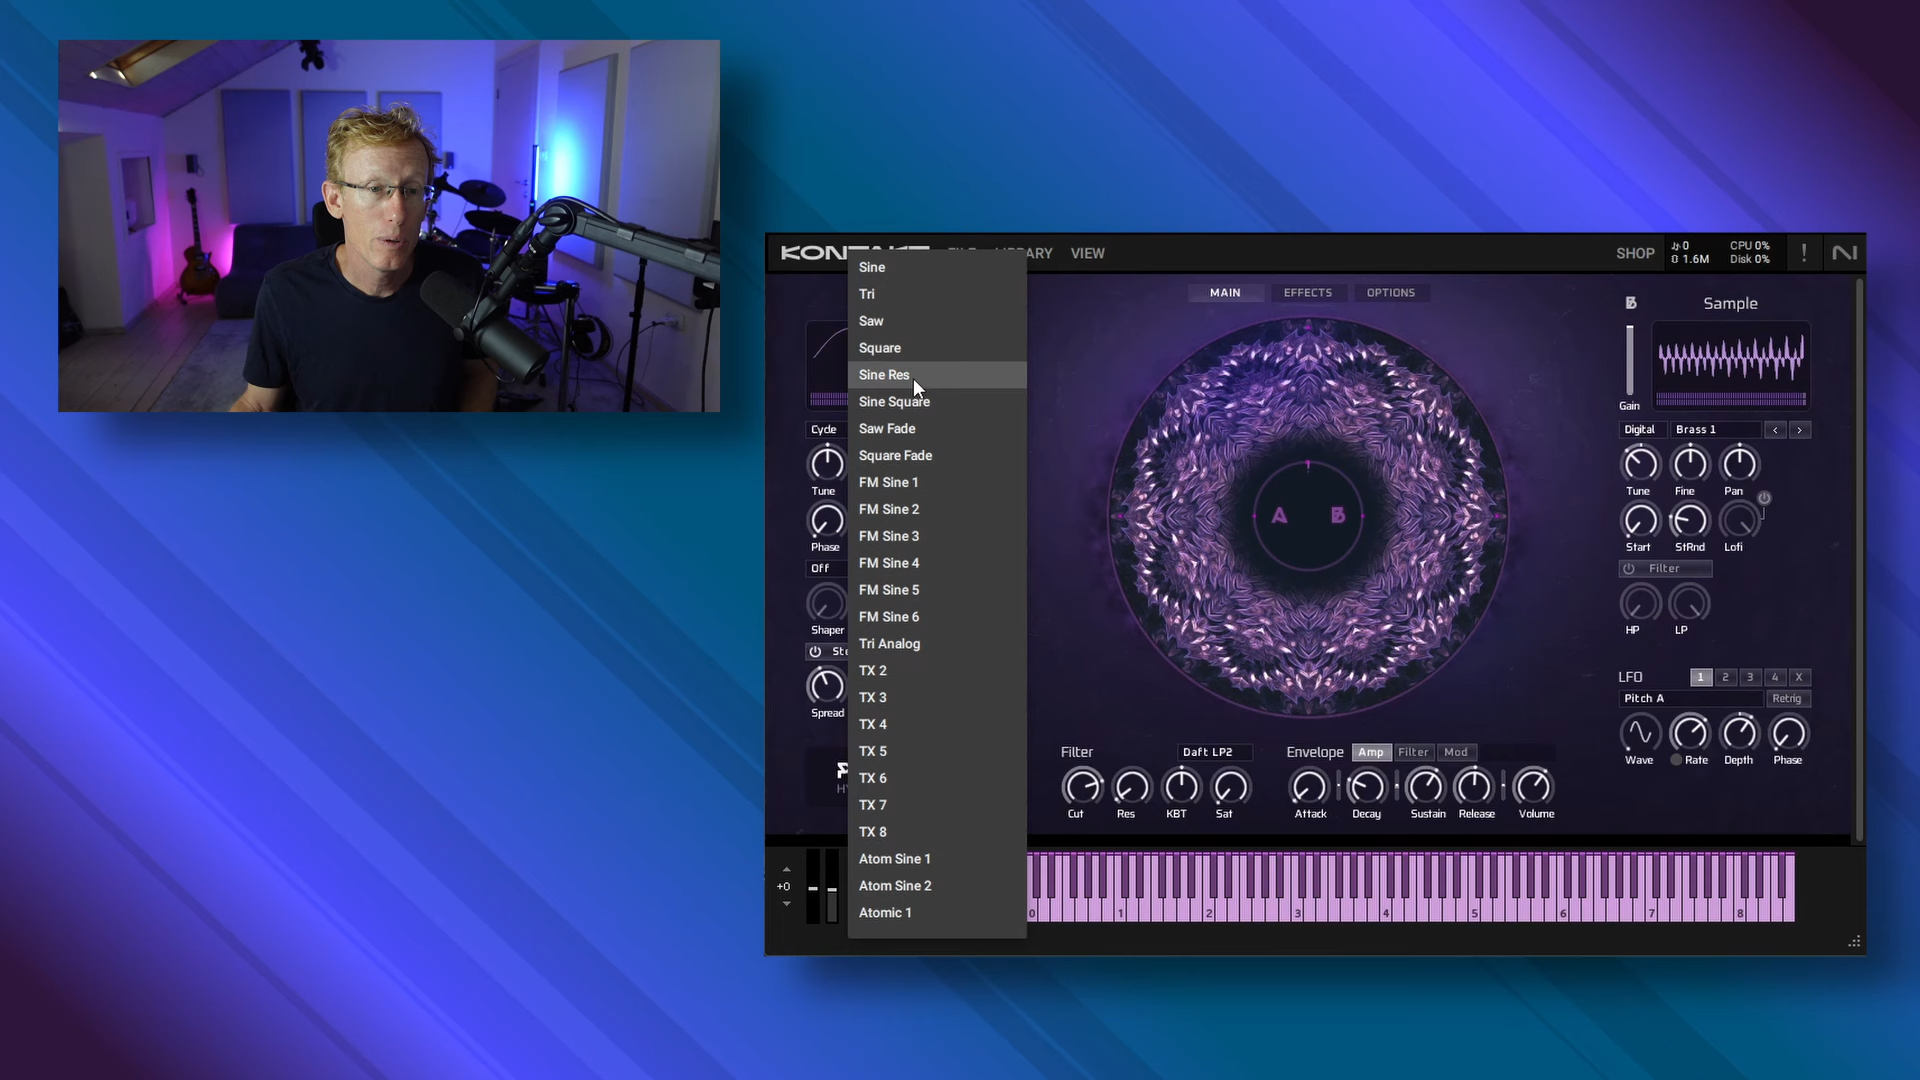 VIEW
SHOP
0
1.6M
CPU 0%
Disk 0%
!
Sine
Tri
Saw
Square
Sine Res
Sine Square
Saw Fade
Square Fade
FM Sine 1
FM Sine 2
FM Sine 3
FM Sine 4
FM Sine 5
FM Sine 6
Tri Analog
TX 2
TX 3
TX 4
TX 5
TX 6
TX 7
TX 8
Atom Sine 1
Atom Sine 2
Atomic 1
Cycle
Tune
Phase
Off
Shaper
Spread
+0
MAIN
EFFECTS
OPTIONS
A B
Filter
Daft LP2
Cut
Res
KBT
Sat
Envelope
Amp
Filter
Mod
Attack
Decay
Sustain
Release
Volume
B
Sample
Gain
Digital
Brass 1
< >
Tune
Fine
Pan
Start
StRnd
Lofi
Filter
HP
LP
LFO
1 2 3 4 X
Pitch A
Retrig
Wave
Rate
Depth
Phase
0 1 2 3 4 5 6 7 8